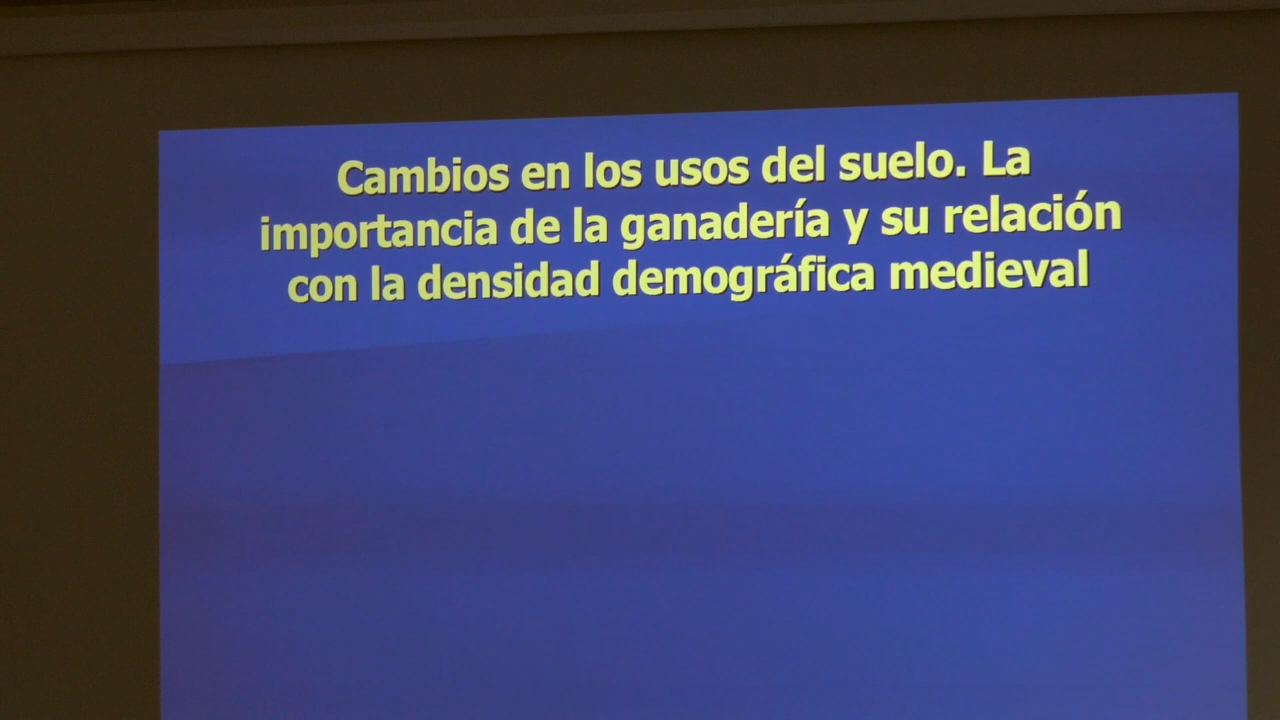 Cambios en los usos del suelo. La
importancia de la ganadería y su relación
con la densidad demográfica medieval